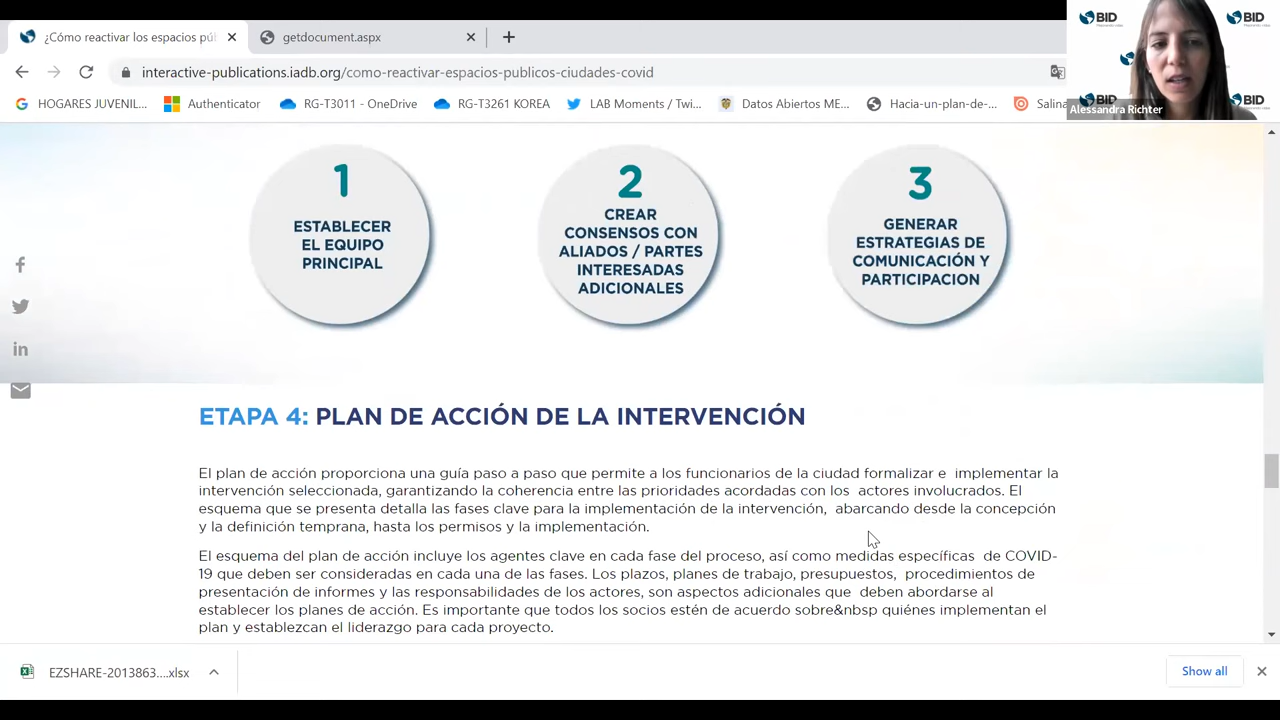 ¿Cómo reactivar los espacios púb
getdocument.aspx
interactive-publications.iadb.org/como-reactivar-espacios-publicos-ciudades-covid
HOGARES JUVENIL...
Authenticator
RG-T3011 - OneDrive
RG-T3261 KOREA
LAB Moments / Twi...
Datos Abiertos ME...
Hacia-un-plan-de-...
Salina
BID
BID
BID
BID
Alessandra Richter
1
ESTABLECER
EL EQUIPO
PRINCIPAL
2
CREAR
CONSENSOS CON
ALIADOS / PARTES
INTERESADAS
ADICIONALES
3
GENERAR
ESTRATEGIAS DE
COMUNICACIÓN Y
PARTICIPACION
ETAPA 4: PLAN DE ACCIÓN DE LA INTERVENCIÓN
El plan de acción proporciona una guía paso a paso que permite a los funcionarios de la ciudad formalizar e implementar la
intervención seleccionada, garantizando la coherencia entre las prioridades acordadas con los actores involucrados. El
esquema que se presenta detalla las fases clave para la implementación de la intervención, abarcando desde la concepción
y la definición temprana, hasta los permisos y la implementación.
El esquema del plan de acción incluye los agentes clave en cada fase del proceso, así como medidas específicas de COVID-
19 que deben ser consideradas en cada una de las fases. Los plazos, planes de trabajo, presupuestos, procedimientos de
presentación de informes y las responsabilidades de los actores, son aspectos adicionales que deben abordarse al
establecer los planes de acción. Es importante que todos los socios estén de acuerdo sobre&nbsp quiénes implementan el
plan y establezcan el liderazgo para cada proyecto.
EZSHARE-2013863....xlsx
Show all